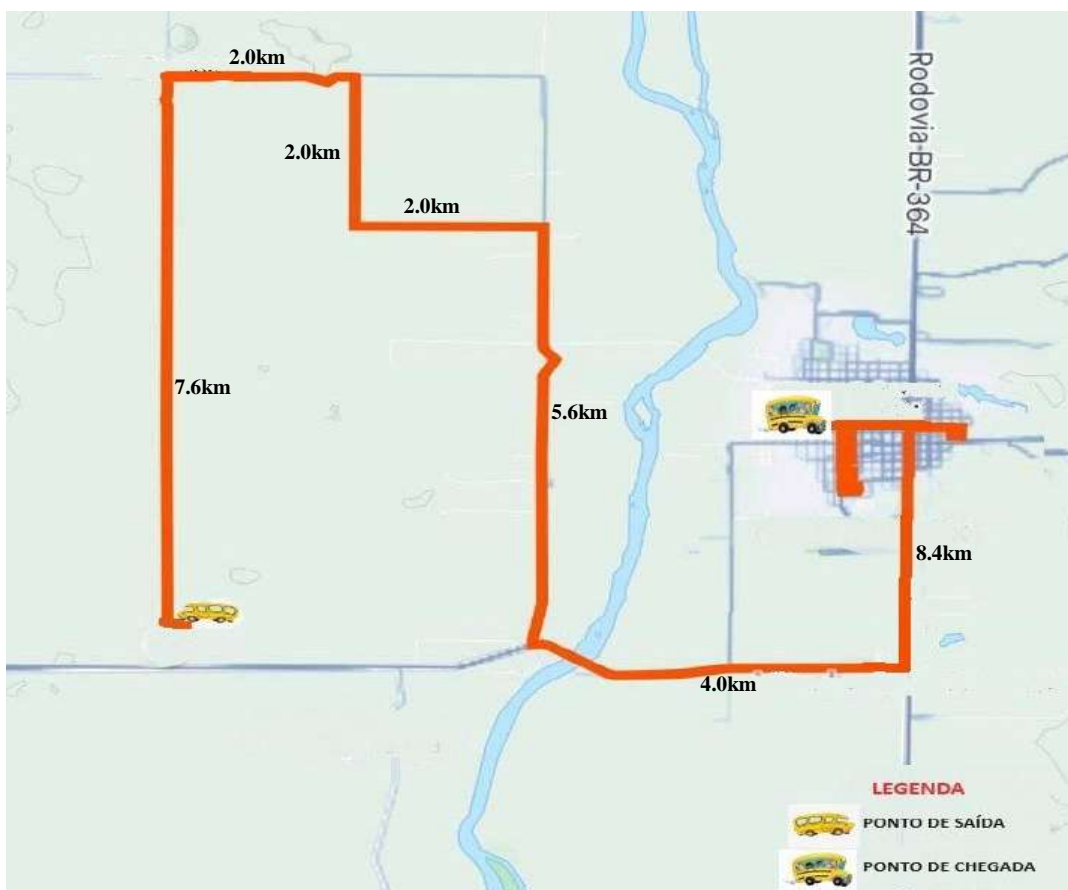 2.0km
Rodovia-BR-364
2.0km
2.0km
7.6km
5.6km
8.4km
4.0km
LEGENDA
PONTO DE SAÍDA
PONTO DE CHEGADA